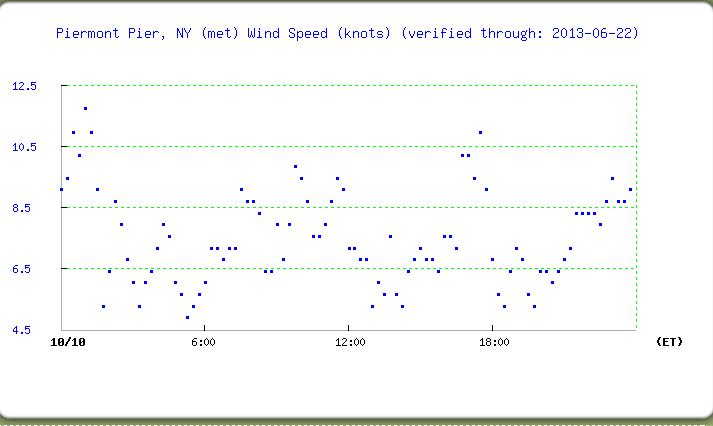 Piermont Pier, NY (met) Wind Speed (knots) (verified through: 2013-06-22)
12.5
10.5
8.5
6.5
4.5
10/10 6:00 12:00 18:00 (ET)